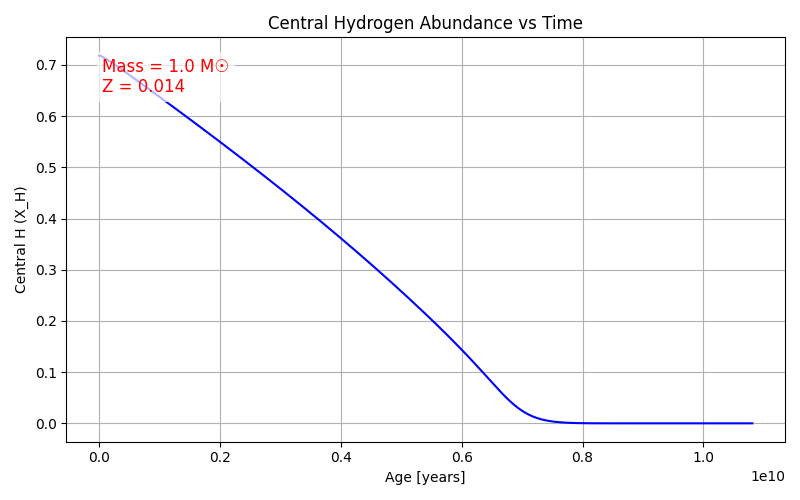 Central Hydrogen Abundance vs Time
Mass = 1.0 M☉
Z = 0.014
Central H (X_H)
0.7
0.6
0.5
0.4
0.3
0.2
0.1
0.0
0.0 0.2 0.4 0.6 0.8 1.0
1e10
Age [years]